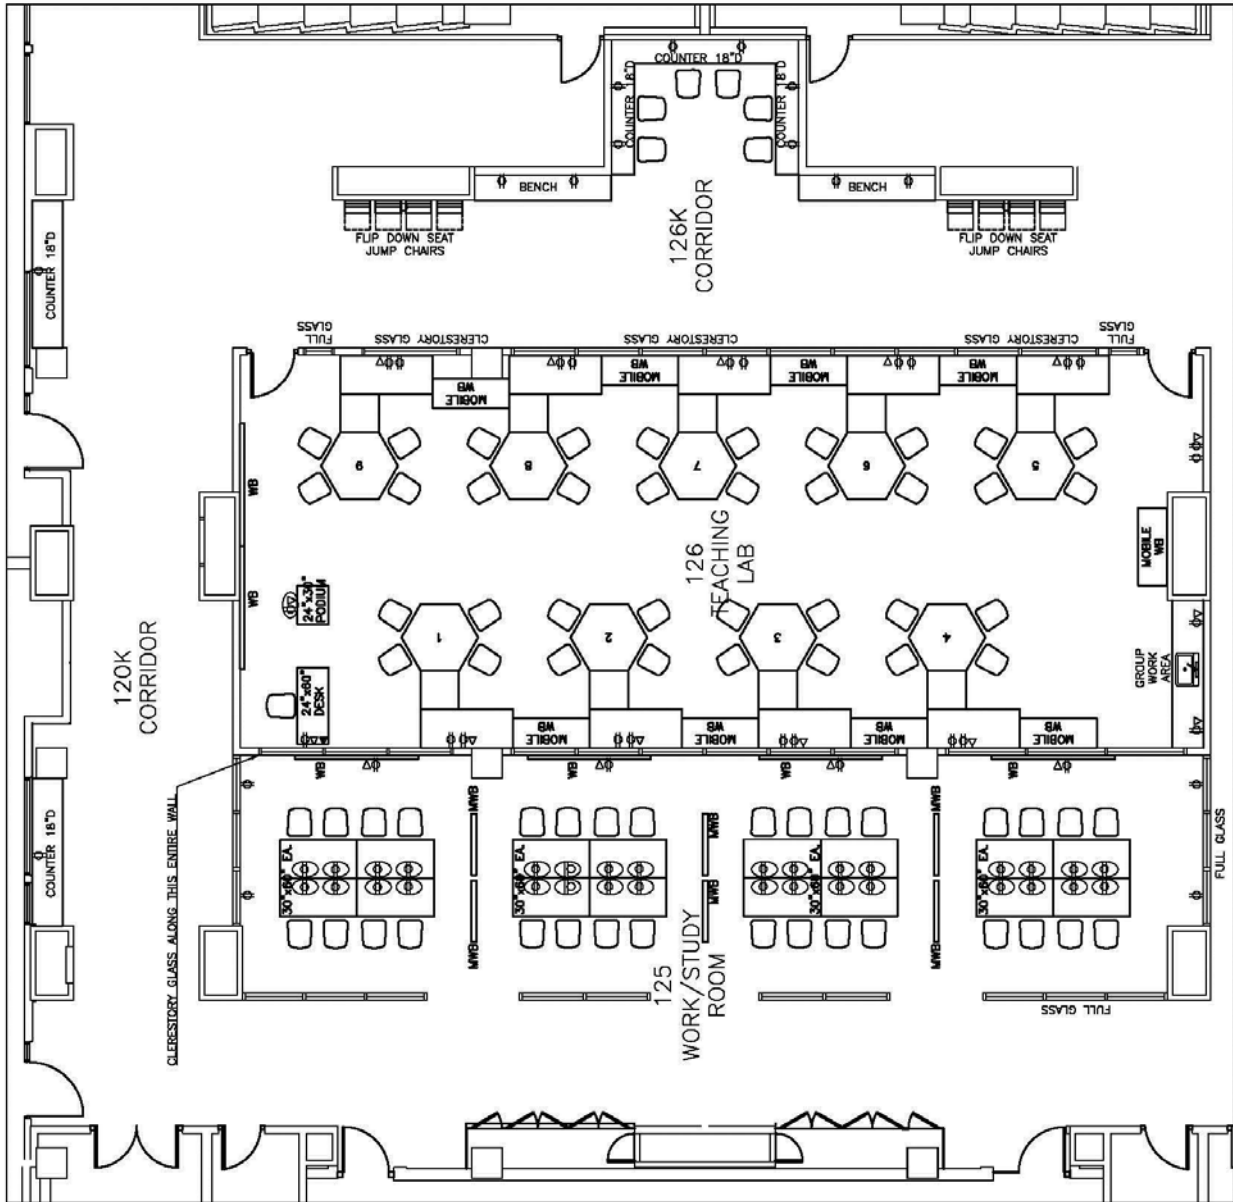 COUNTER 18"D
COUNTER 18"D
COUNTER 18"D
BENCH
BENCH
FLIP DOWN SEAT
JUMP CHAIRS
FLIP DOWN SEAT
JUMP CHAIRS
126K
CORRIDOR
COUNTER 18"D
FULL
GLASS
CLERESTORY GLASS
CLERESTORY GLASS
CLERESTORY GLASS
FULL
GLASS
MOBILE
WB
MOBILE
WB
MOBILE
WB
MOBILE
WB
9
8
7
6
5
WB
WB
126
TEACHING
LAB
MOBILE
WB
24"x30"
PODIUM
1
2
3
4
GROUP
WORK
AREA
120K
CORRIDOR
24"x60"
DESK
MOBILE
WB
MOBILE
WB
MOBILE
WB
MOBILE
WB
WB
WB
WB
WB
MWB
MWB
MWB
MWB
MWB
MWB
30"x60" EA.
30"x60" EA.
30"x60" EA.
30"x60" EA.
COUNTER 18"D
CLERESTORY GLASS ALONG THIS ENTIRE WALL
FULL GLASS
125
WORK/STUDY
ROOM
FULL GLASS